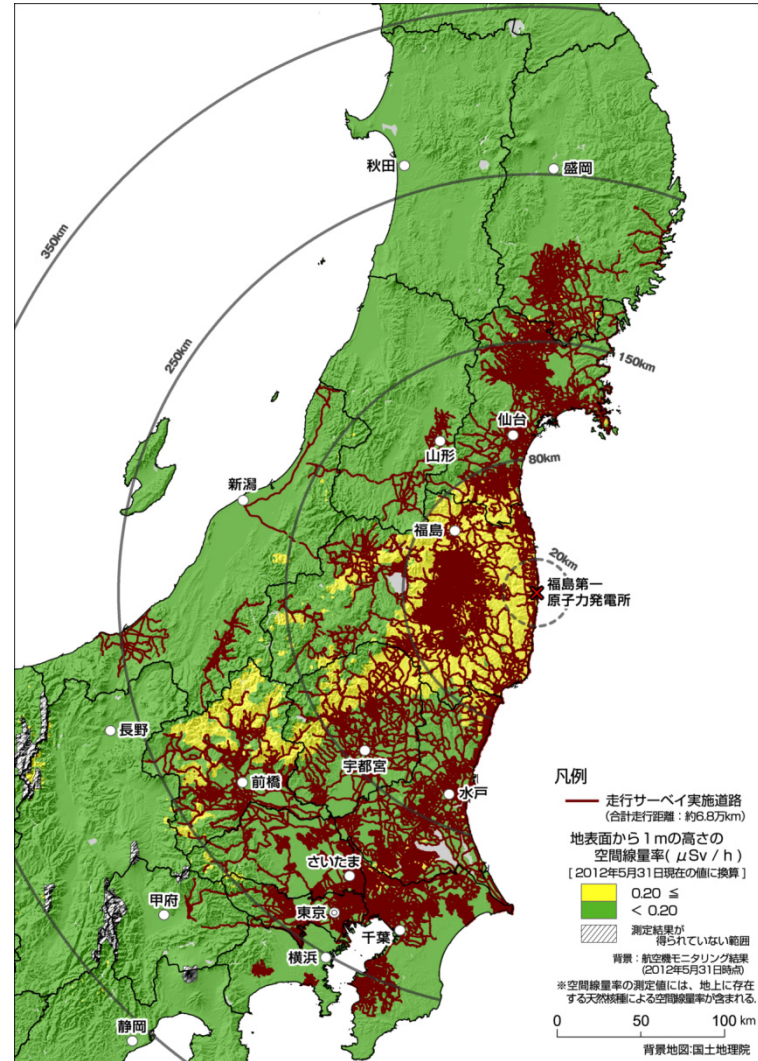 350km
秋田
盛岡
250km
150km
仙台
山形
80km
新潟
福島
20km
福島第一
原子力発電所
長野
宇都宮
前橋
水戸
さいたま
甲府
東京
千葉
横浜
静岡
凡例
走行サーベイ実施道路
(合計走行距離：約6.8万km)
地表面から１mの高さの
空間線量率( μSv / h )
[ 2012年5月31日現在の値に換算 ]
0.20 ≦
< 0.20
測定結果が
得られていない範囲
背景：航空機モニタリング結果
(2012年5月31日時点)
※空間線量率の測定値には、地上に存在
する天然核種による空間線量率が含まれる.
0 50 100 km
背景地図:国土地理院